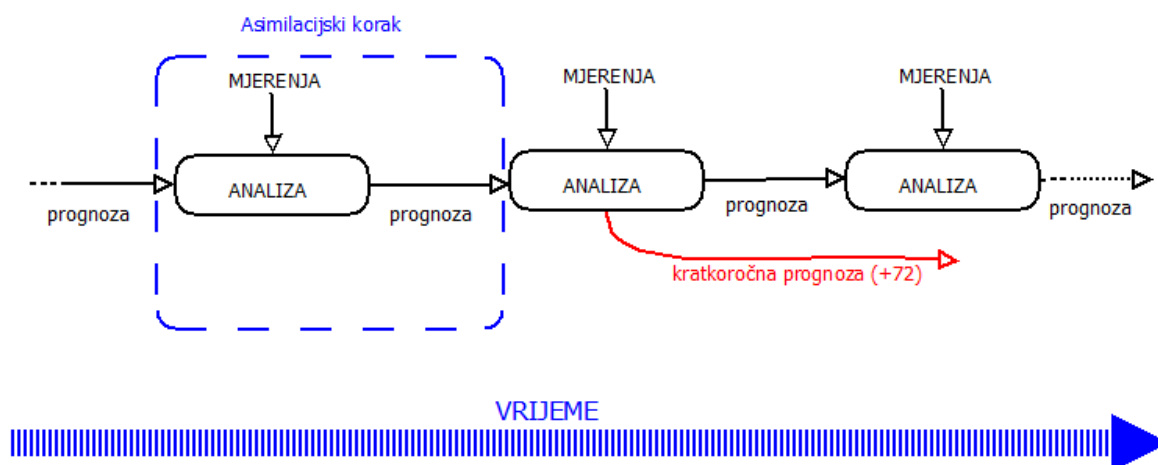 Asimilacijski korak
MJERENJA
MJERENJA
MJERENJA
ANALIZA
ANALIZA
ANALIZA
prognoza
prognoza
prognoza
prognoza
kratkoročna prognoza (+72)
VRIJEME